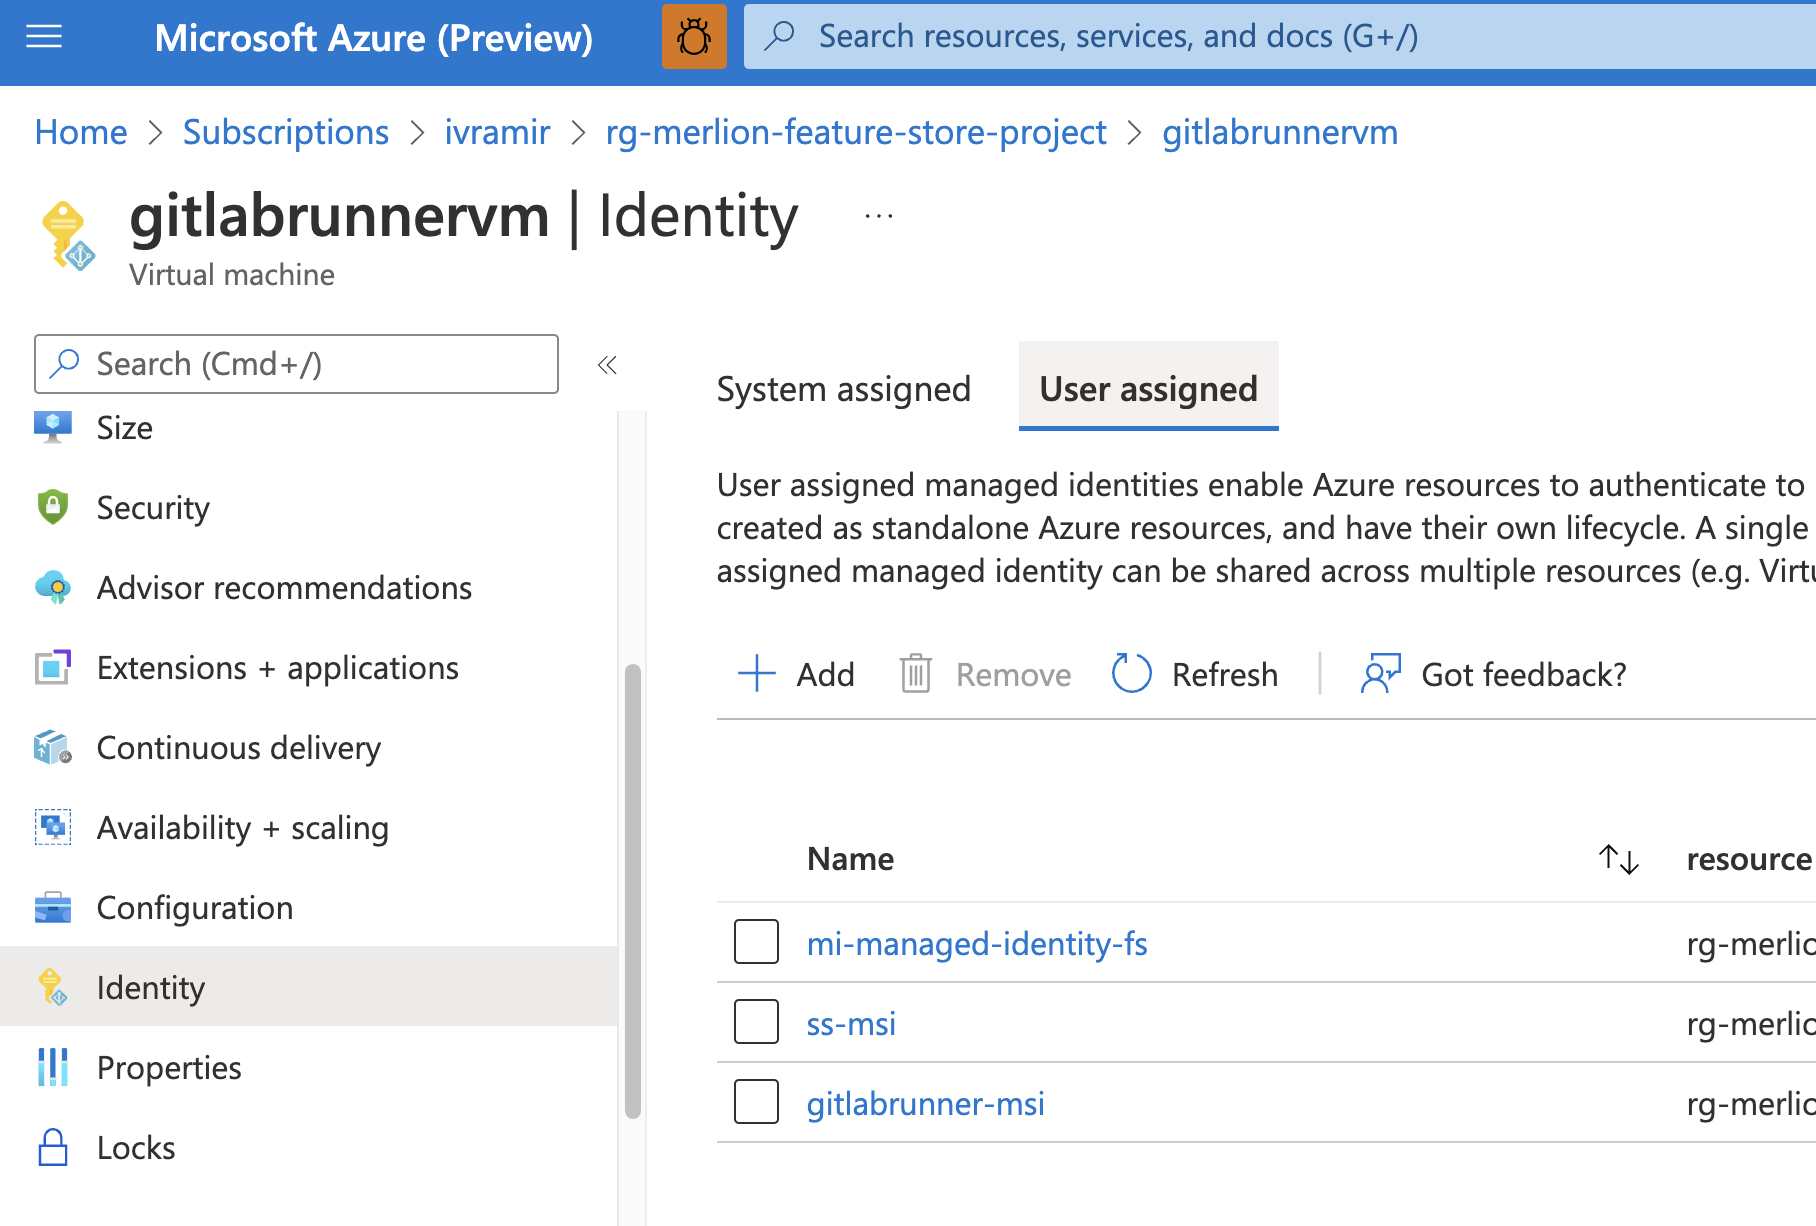 Microsoft Azure (Preview)
Search resources, services, and docs (G+/)
Home > Subscriptions > ivramir > rg-merlion-feature-store-project > gitlabrunnervm
gitlabrunnervm | Identity ...
Virtual machine
Search (Cmd+/)
«
Size
Security
Advisor recommendations
Extensions + applications
Continuous delivery
Availability + scaling
Configuration
Identity
Properties
Locks
System assigned
User assigned
User assigned managed identities enable Azure resources to authenticate to
created as standalone Azure resources, and have their own lifecycle. A single
assigned managed identity can be shared across multiple resources (e.g. Virtu
Add
Remove
Refresh
Got feedback?
Name
resource
mi-managed-identity-fs
rg-merlio
ss-msi
rg-merlio
gitlabrunner-msi
rg-merlio